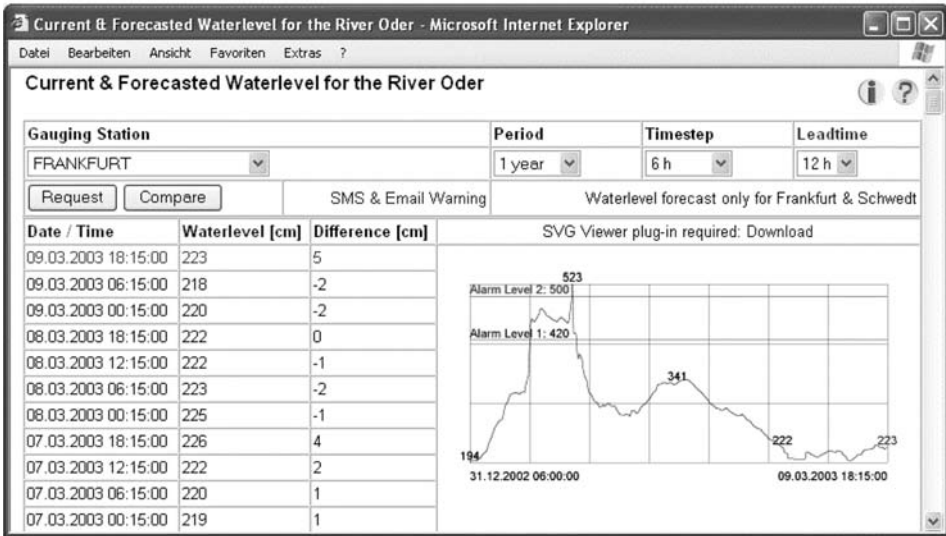 Current & Forecasted Waterlevel for the River Oder - Microsoft Internet Explorer
Datei Bearbeiten Ansicht Favoriten Extras ?
Current & Forecasted Waterlevel for the River Oder
i ?
Gauging Station Period Timestep Leadtime
FRANKFURT 1 year 6 h 12 h
Request Compare SMS & Email Warning Waterlevel forecast only for Frankfurt & Schwedt
Date / Time Waterlevel [cm] Difference [cm] SVG Viewer plug-in required: Download
09.03.2003 18:15:00 223 5
09.03.2003 06:15:00 218 -2
09.03.2003 00:15:00 220 -2
08.03.2003 18:15:00 222 0
08.03.2003 12:15:00 222 -1
08.03.2003 06:15:00 223 -2
08.03.2003 00:15:00 225 -1
07.03.2003 18:15:00 226 4
07.03.2003 12:15:00 222 2
07.03.2003 06:15:00 220 1
07.03.2003 00:15:00 219 1
523
Alarm Level 2: 500
Alarm Level 1: 420
341
222 223
194
31.12.2002 06:00:00 09.03.2003 18:15:00